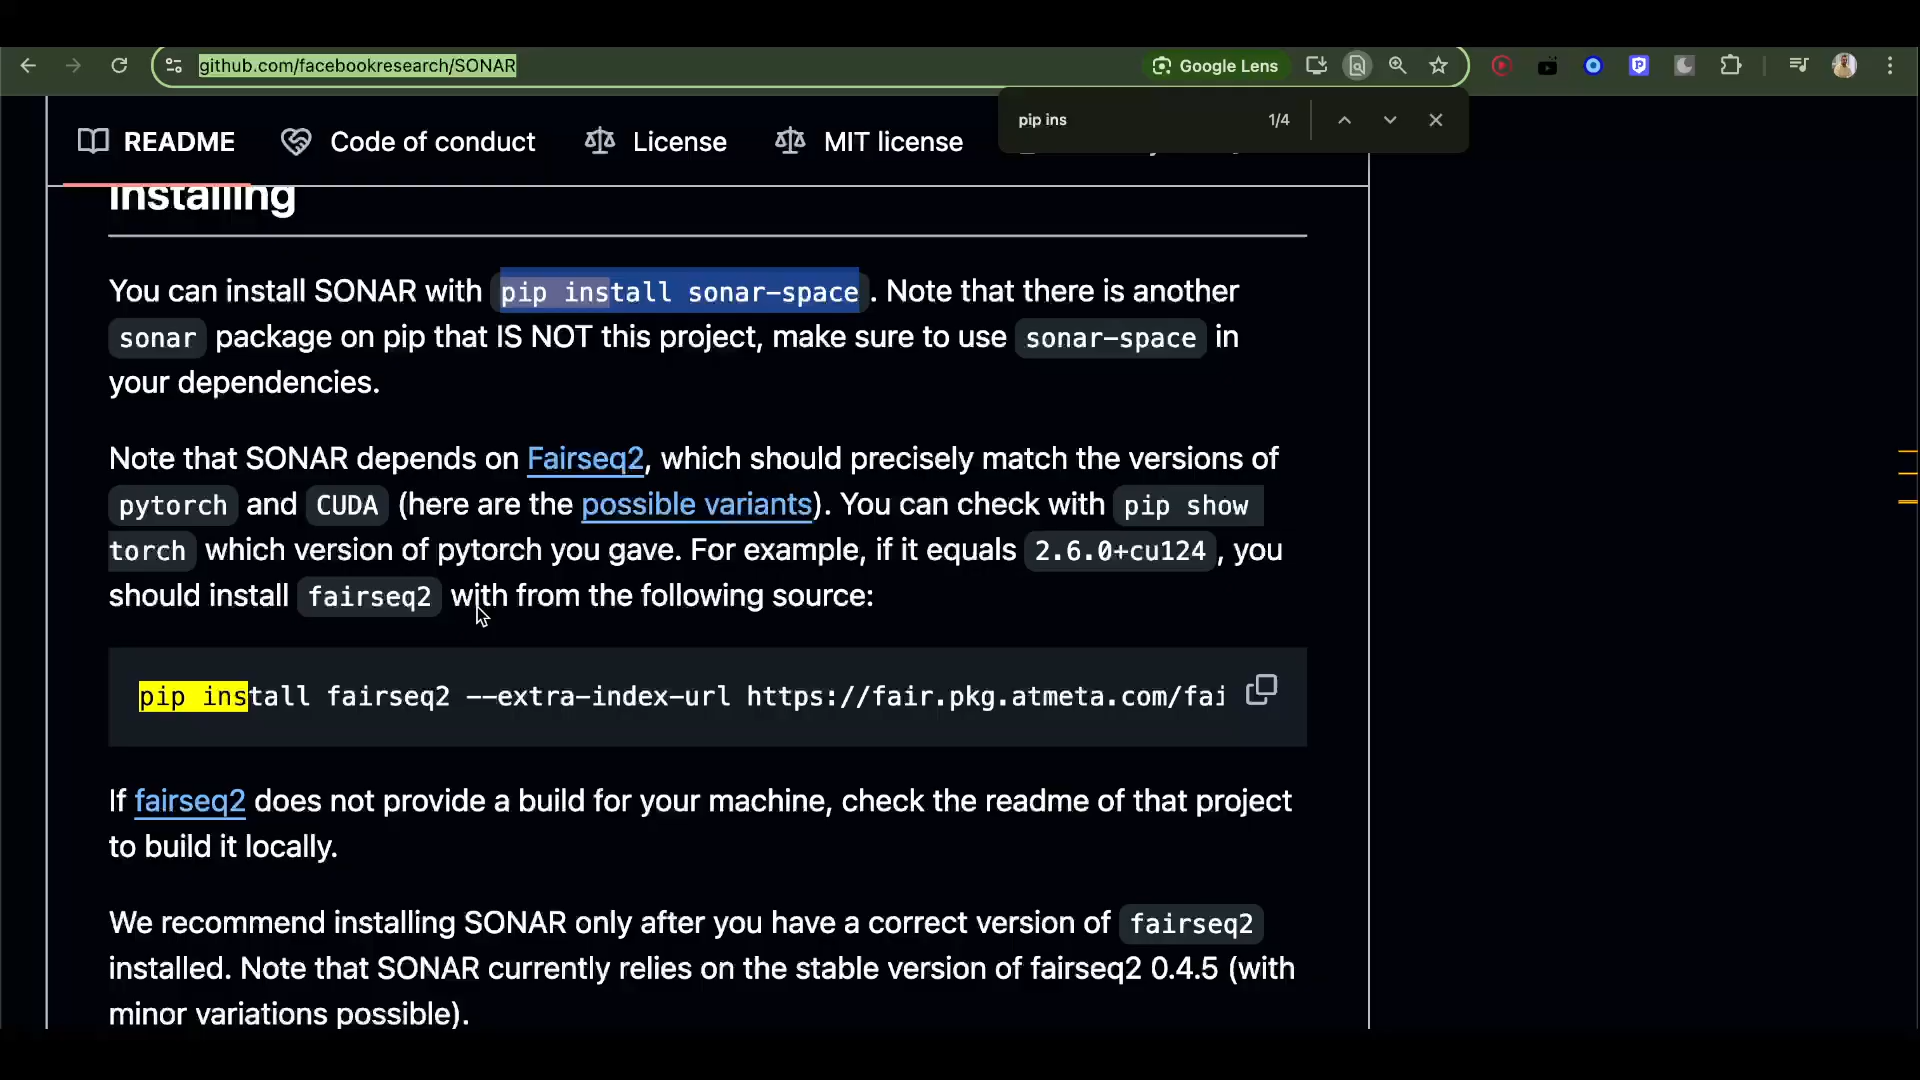 github.com/facebookresearch/SONAR
Google Lens
pip ins
1/4
README
Code of conduct
License
MIT license
Installing
You can install SONAR with pip install sonar-space . Note that there is another
sonar package on pip that IS NOT this project, make sure to use sonar-space in
your dependencies.
Note that SONAR depends on Fairseq2, which should precisely match the versions of
pytorch and CUDA (here are the possible variants). You can check with pip show
torch which version of pytorch you gave. For example, if it equals 2.6.0+cu124 , you
should install fairseq2 with from the following source:
pip install fairseq2 --extra-index-url https://fair.pkg.atmeta.com/fai
If fairseq2 does not provide a build for your machine, check the readme of that project
to build it locally.
We recommend installing SONAR only after you have a correct version of fairseq2
installed. Note that SONAR currently relies on the stable version of fairseq2 0.4.5 (with
minor variations possible).